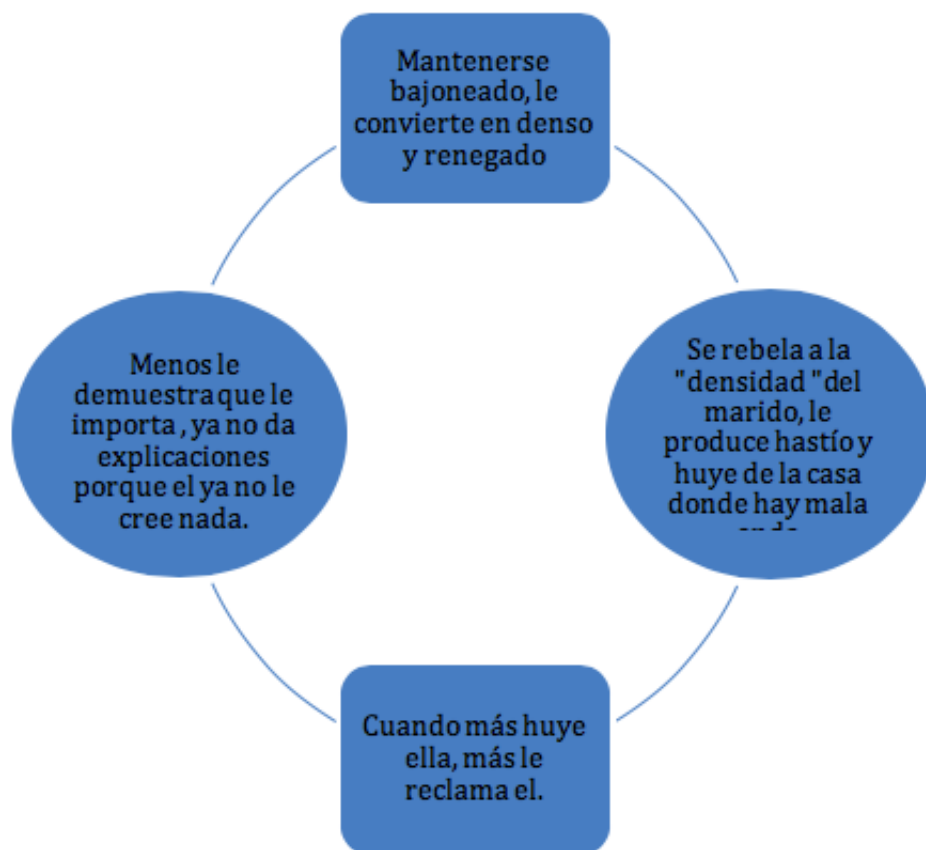 Mantenerse
bajoneado, le
convierte en denso
y renegado
Se rebela a la
"densidad "del
marido, le
produce hastío y
huye de la casa
donde hay mala
Cuando más huye
ella, más le
reclama el.
Menos le
demuestra que le
importa , ya no da
explicaciones
porque el ya no le
cree nada.